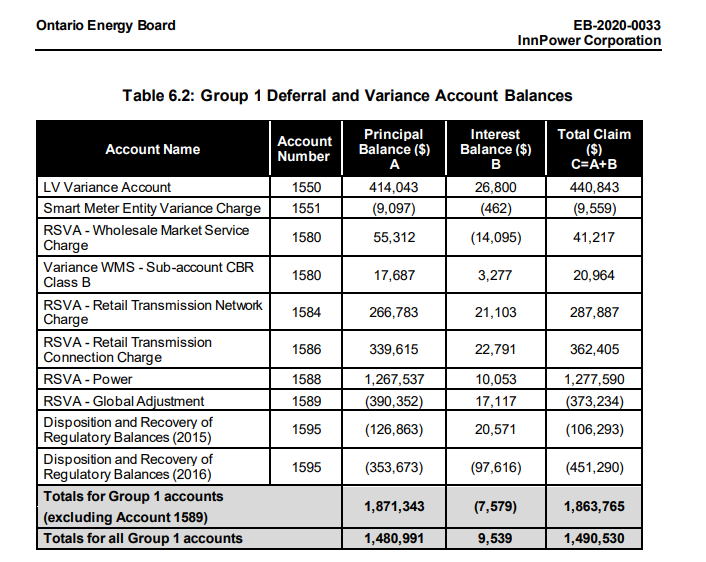 Ontario Energy Board
EB-2020-0033
InnPower Corporation
Table 6.2: Group 1 Deferral and Variance Account Balances
Account Name
Account
Number
Principal
Balance ($)
A
Interest
Balance ($)
B
Total Claim
($)
C=A+B
LV Variance Account 1550 414,043 26,800 440,843
Smart Meter Entity Variance Charge 1551 (9,097) (462) (9,559)
RSVA - Wholesale Market Service
Charge
1580 55,312 (14,095) 41,217
Variance WMS - Sub-account CBR
Class B
1580 17,687 3,277 20,964
RSVA - Retail Transmission Network
Charge
1584 266,783 21,103 287,887
RSVA - Retail Transmission
Connection Charge
1586 339,615 22,791 362,405
RSVA - Power 1588 1,267,537 10,053 1,277,590
RSVA - Global Adjustment 1589 (390,352) 17,117 (373,234)
Disposition and Recovery of
Regulatory Balances (2015)
1595 (126,863) 20,571 (106,293)
Disposition and Recovery of
Regulatory Balances (2016)
1595 (353,673) (97,616) (451,290)
Totals for Group 1 accounts
(excluding Account 1589)
1,871,343 (7,579) 1,863,765
Totals for all Group 1 accounts 1,480,991 9,539 1,490,530